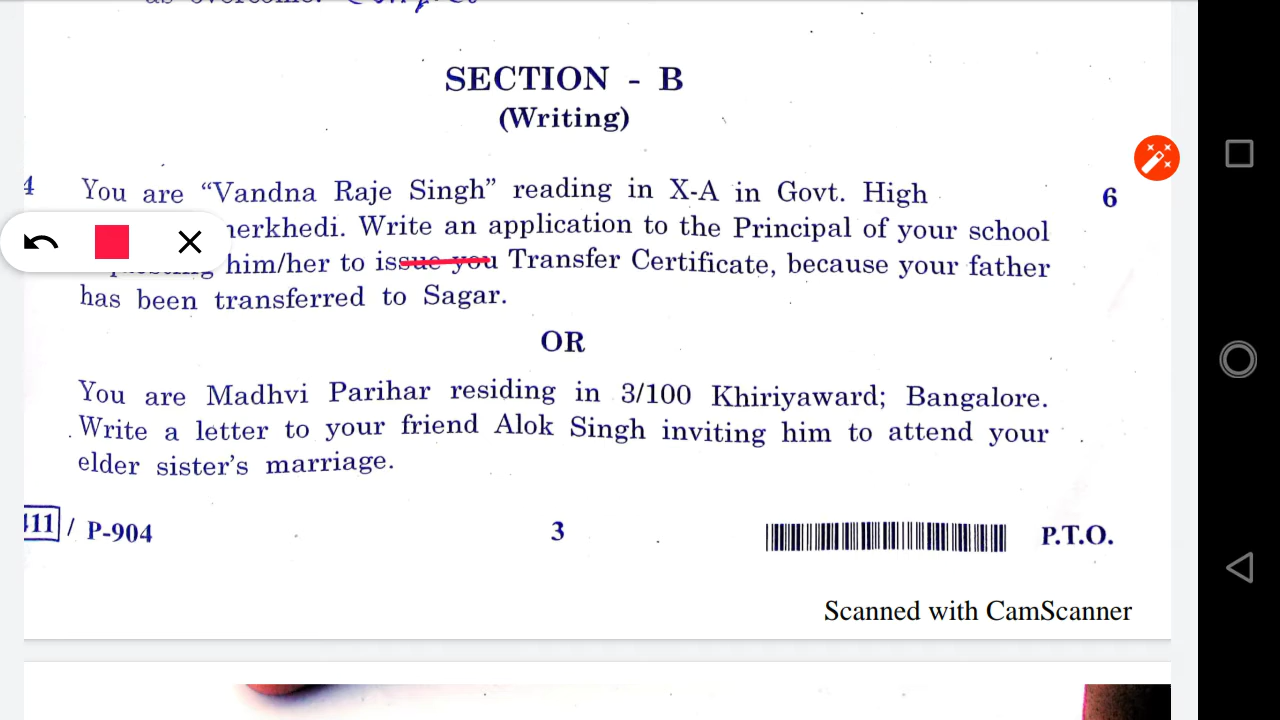 SECTION - B
(Writing)
4 You are “Vandna Raje Singh” reading in X-A in Govt. High 6
herkhedi. Write an application to the Principal of your school
him/her to issue you Transfer Certificate, because your father
has been transferred to Sagar.
OR
You are Madhvi Parihar residing in 3/100 Khiriyaward; Bangalore.
Write a letter to your friend Alok Singh inviting him to attend your
elder sister's marriage.
411 / P-904 3 P.T.O.
Scanned with CamScanner